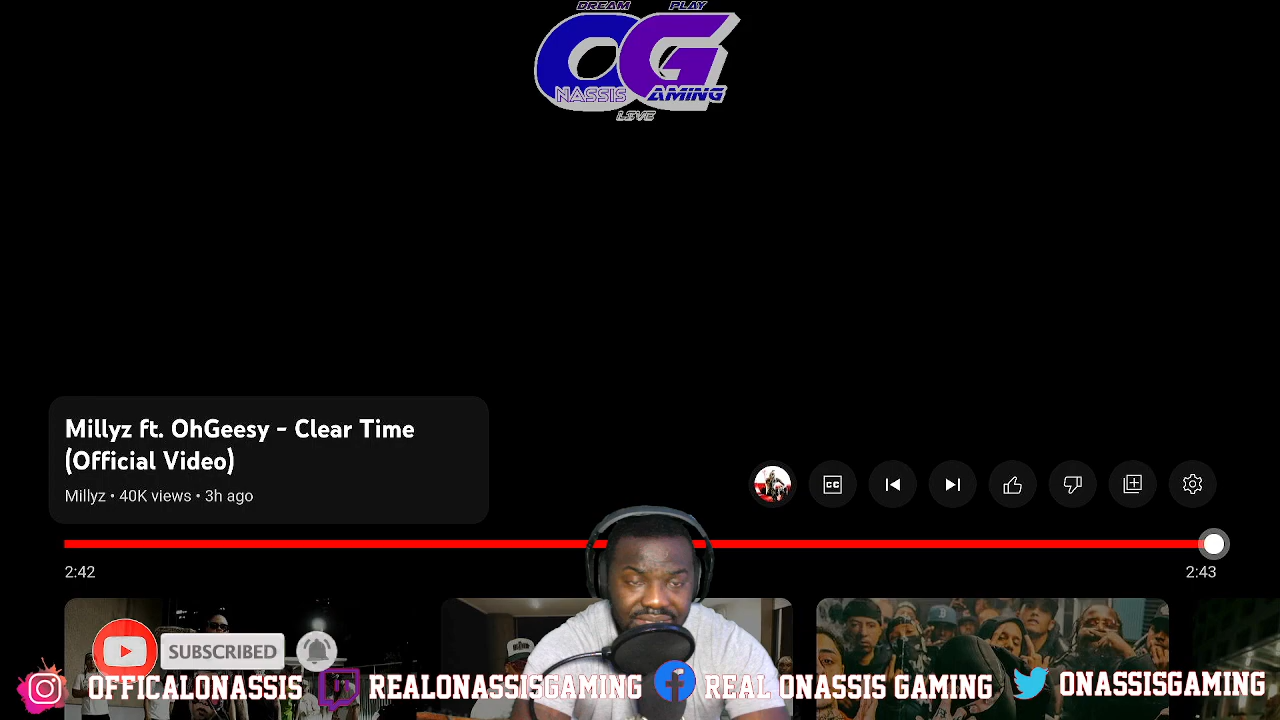 DREAM PLAY
OG
NASSIS AMING
LIVE
Millyz ft. OhGeesy - Clear Time
(Official Video)
Millyz • 40K views • 3h ago
CC
2:42
2:43
SUBSCRIBED
OFFICALONASSIS
REALONASSISGAMING
REAL ONASSIS GAMING
ONASSISGAMING